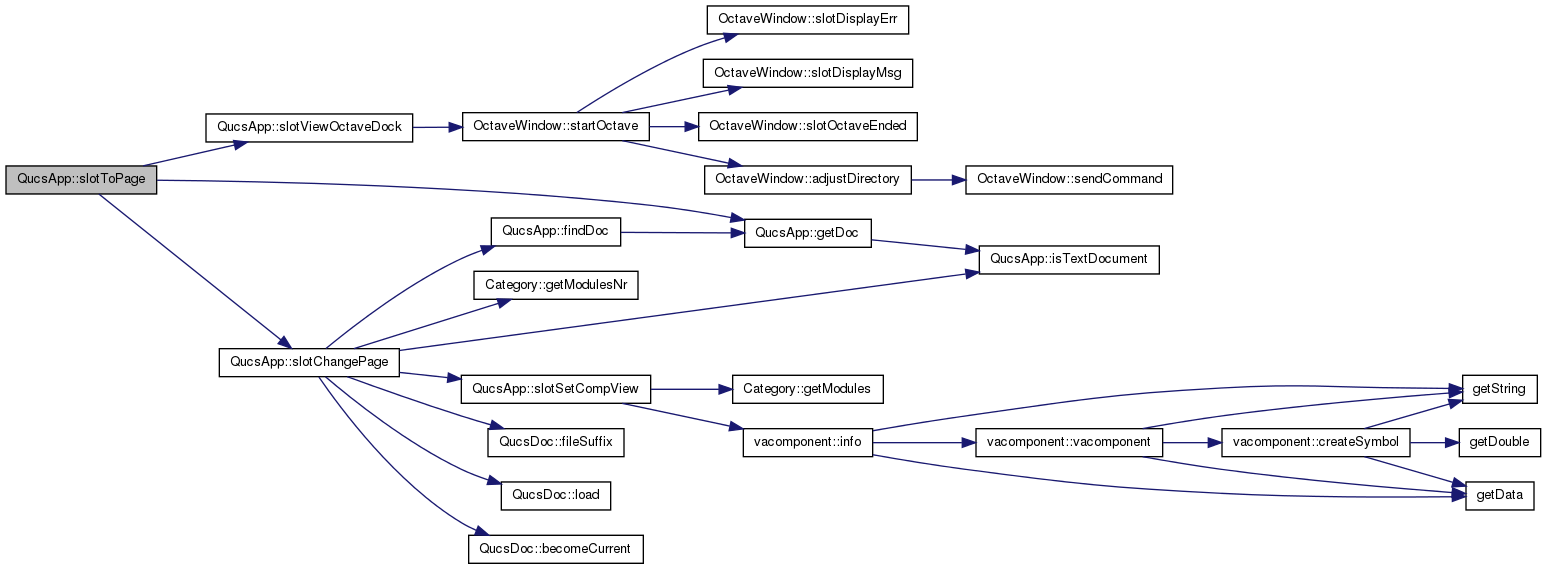 OctaveWindow::slotDisplayErr
OctaveWindow::slotDisplayMsg
QucsApp::slotViewOctaveDock
OctaveWindow::startOctave
OctaveWindow::slotOctaveEnded
QucsApp::slotToPage
OctaveWindow::adjustDirectory
OctaveWindow::sendCommand
QucsApp::findDoc
QucsApp::getDoc
QucsApp::isTextDocument
Category::getModulesNr
QucsApp::slotChangePage
QucsApp::slotSetCompView
Category::getModules
getString
QucsDoc::fileSuffix
vacomponent::info
vacomponent::vacomponent
vacomponent::createSymbol
getDouble
QucsDoc::load
getData
QucsDoc::becomeCurrent